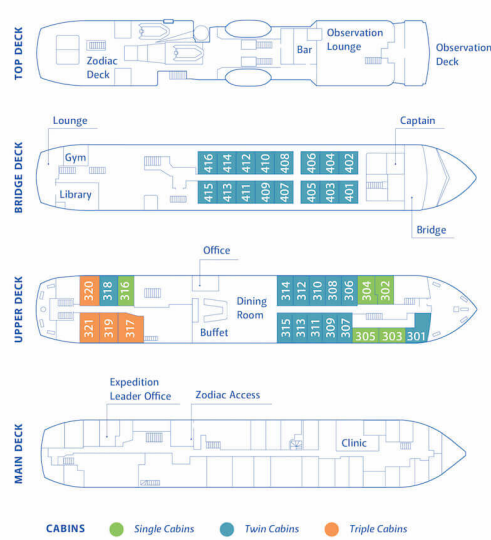 TOP DECK
Zodiac
Deck
Bar
Observation
Lounge
Observation
Deck
BRIDGE DECK
Lounge
Captain
Gym
Library
416 414 412 410 408 406 404 402
415 413 411 409 407 405 403 401
Bridge
UPPER DECK
Office
320 318 316
314 312 310 308 306 304 302
Dining
Room
Buffet
321 319 317
315 313 311 309 307 305 303 301
MAIN DECK
Expedition
Leader Office
Zodiac Access
Clinic
CABINS Single Cabins Twin Cabins Triple Cabins